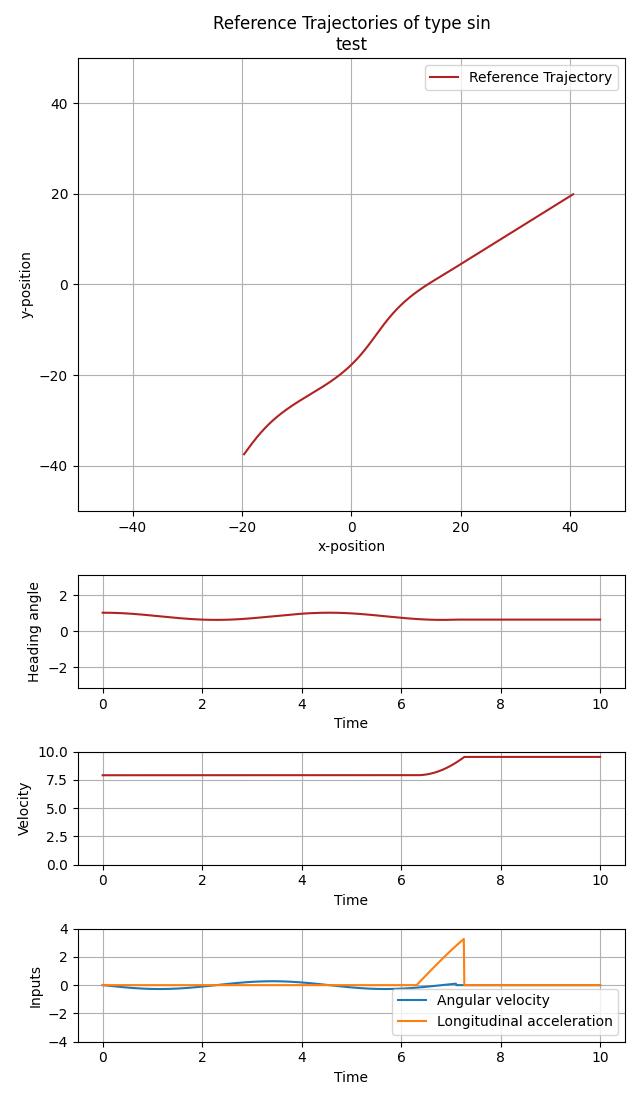 Reference Trajectories of type sin
test
Reference Trajectory
40
20
0
−20
−40
y-position
−40 −20 0 20 40
x-position
2
0
−2
Heading angle
0 2 4 6 8 10
Time
10.0
7.5
5.0
2.5
0.0
Velocity
0 2 4 6 8 10
Time
4
2
0
−2
−4
Inputs
Angular velocity
Longitudinal acceleration
0 2 4 6 8 10
Time